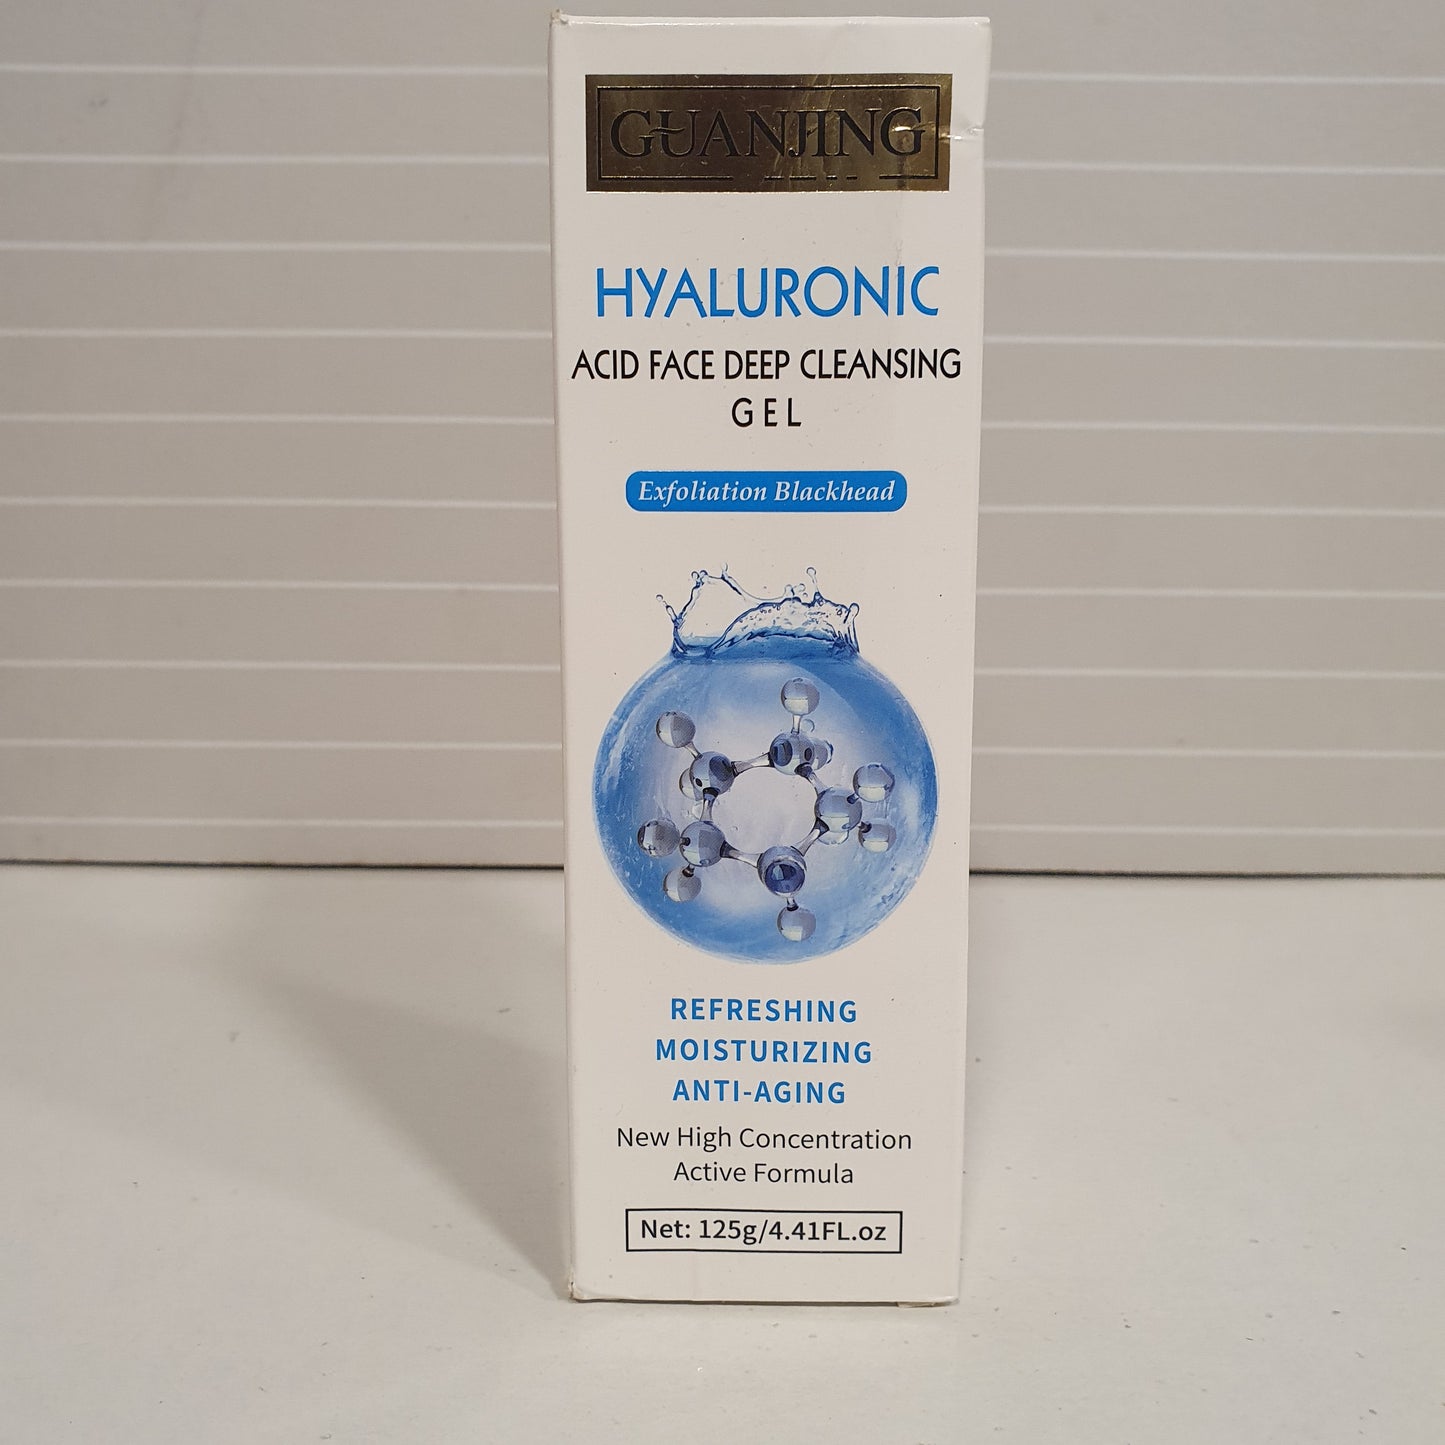 GUANJING
HYALURONIC
ACID FACE DEEP CLEANSING
GEL
Exfoliation Blackhead
REFRESHING
MOISTURIZING
ANTI-AGING
New High Concentration
Active Formula
Net: 125g/4.41FL.oz